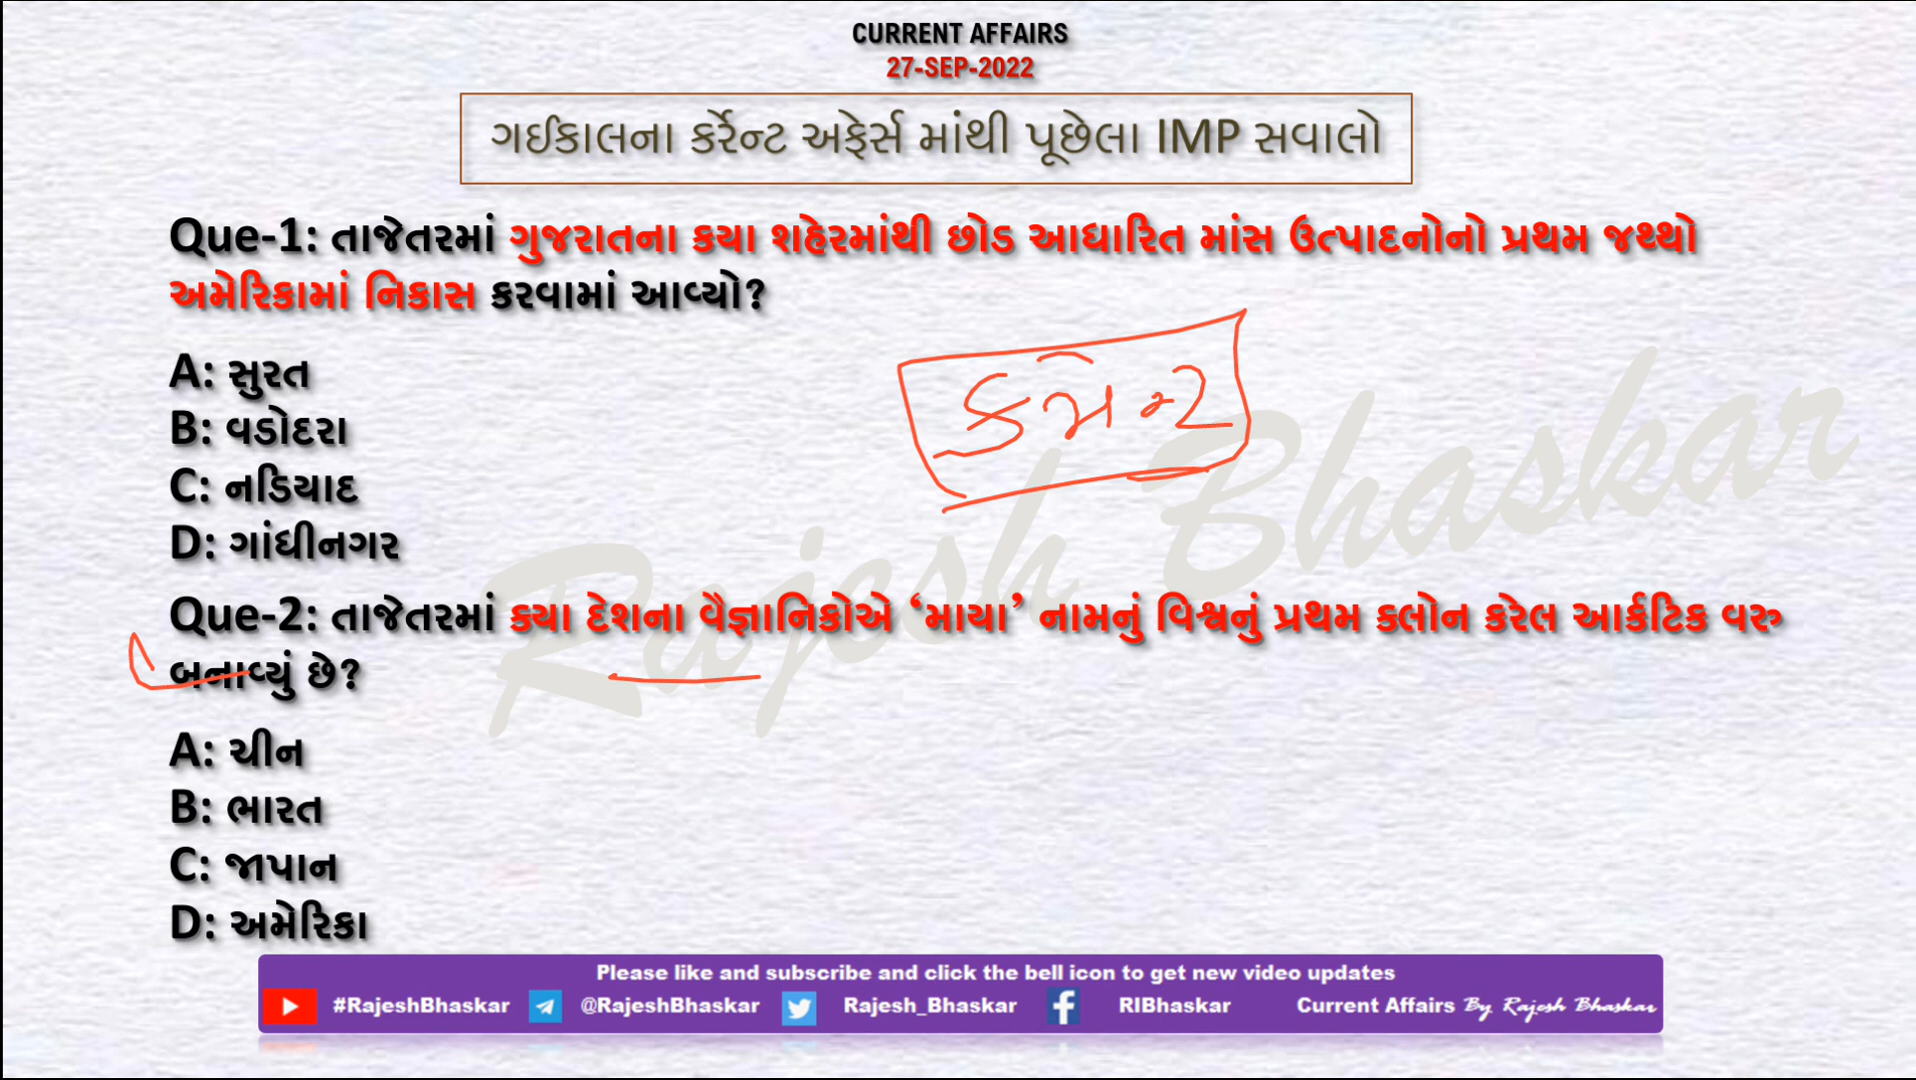 CURRENT AFFAIRS
27-SEP-2022
ગઈકાલના કર્રેન્ટ અફેર્સ માંથી પૂછેલા IMP સવાલો
Que-1: તાજેતરમાં ગુજરાતના કયા શહેરમાંથી છોડ આધારિત માંસ ઉત્પાદનોનો પ્રથમ જથ્થો
અમેરિકામાં નિકાસ કરવામાં આવ્યો?
A: સુરત
B: વડોદરા
C: નડિયાદ
D: ગાંધીનગર
Que-2: તાજેતરમાં ક્યા દેશના વૈજ્ઞાનિકોએ ‘માયા’ નામનું વિશ્વનું પ્રથમ ક્લોન કરેલ આર્કટિક વરુ
બનાવ્યું છે?
A: ચીન
B: ભારત
C: જાપાન
D: અમેરિકા
Rajesh Bhaskar
Please like and subscribe and click the bell icon to get new video updates
#RajeshBhaskar @RajeshBhaskar Rajesh_Bhaskar RIBhaskar Current Affairs By Rajesh Bhaskar